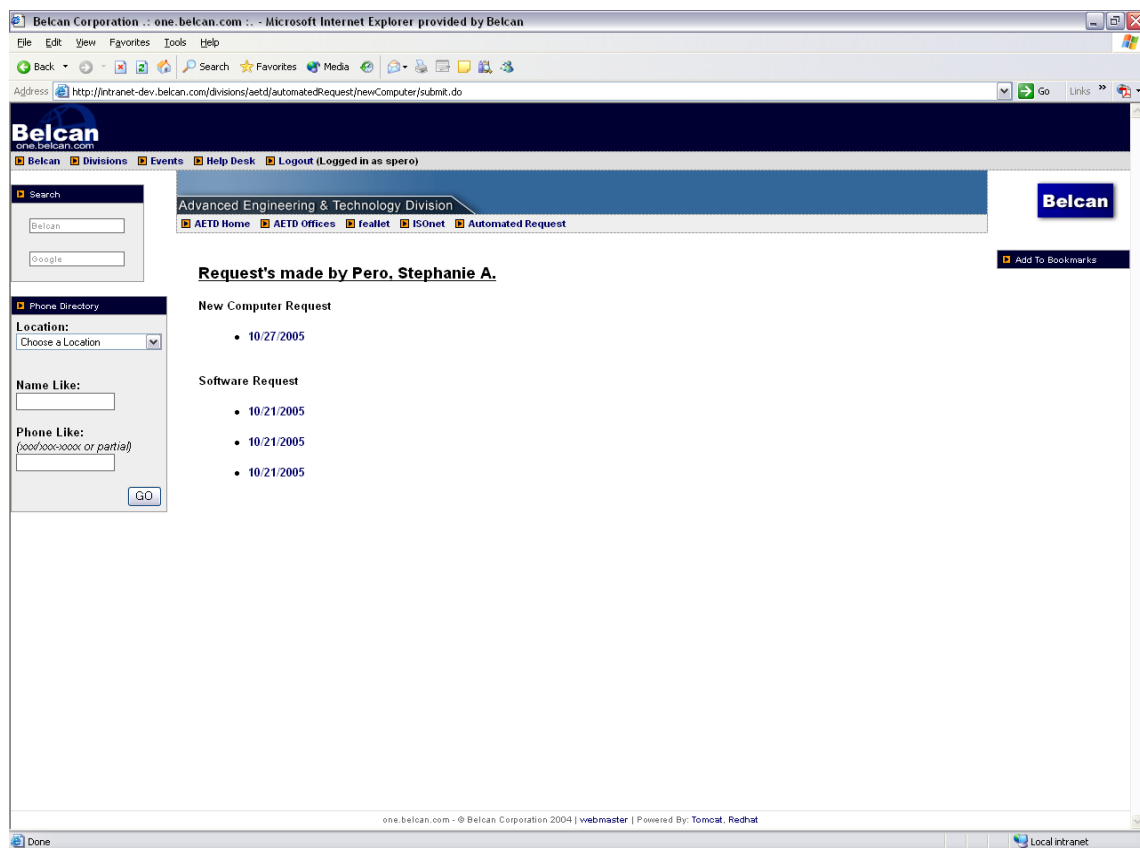 Belcan Corporation .: one.belcan.com :. - Microsoft Internet Explorer provided by Belcan
File Edit View Favorites Tools Help
Back Search Favorites Media
Address http://intranet-dev.belcan.com/divisions/aetd/automatedRequest/newComputer/submit.do Go Links »
Belcan
one.belcan.com
Belcan Divisions Events Help Desk Logout (Logged in as spero)
Search
Belcan
Google
Phone Directory
Location:
Choose a Location
Name Like:
Phone Like:
(xxx/xxx-xxxx or partial)
GO
Advanced Engineering & Technology Division
AETD Home AETD Offices feallet ISOnet Automated Request
Request's made by Pero, Stephanie A.
New Computer Request
• 10/27/2005
Software Request
• 10/21/2005
• 10/21/2005
• 10/21/2005
Belcan
Add To Bookmarks
one.belcan.com - © Belcan Corporation 2004 | webmaster | Powered By: Tomcat, Redhat
Done Local intranet